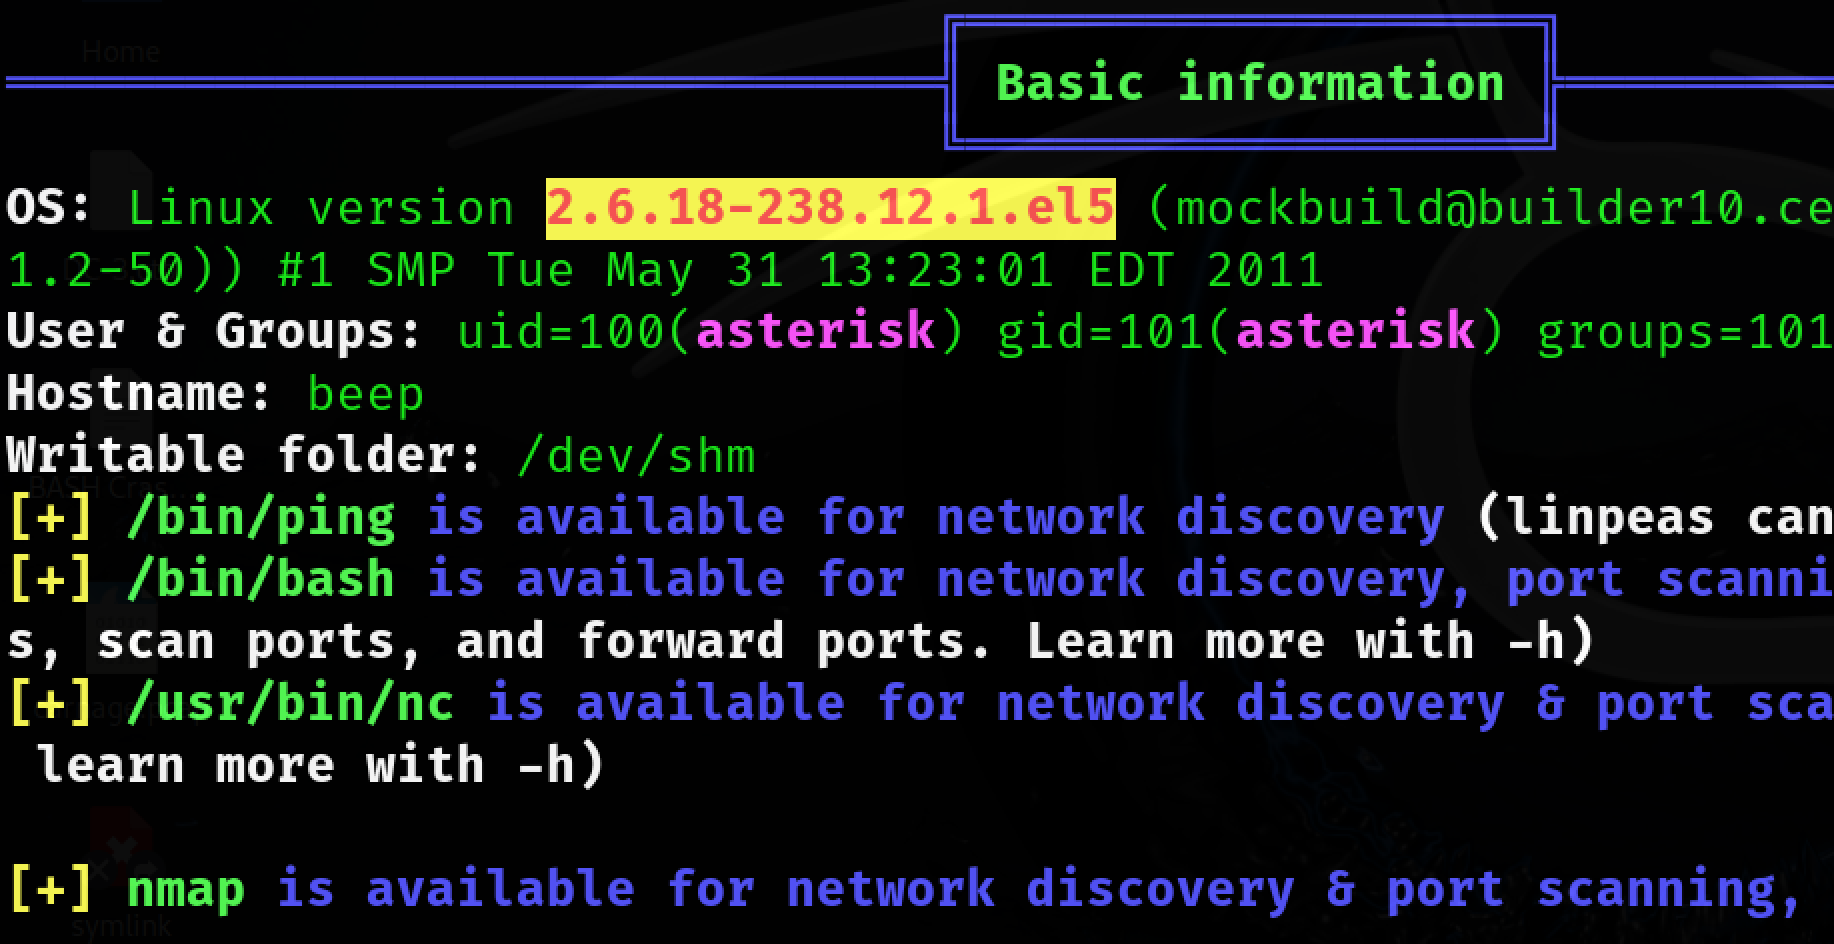 Home
Basic information
OS: Linux version 2.6.18-238.12.1.el5 (mockbuild@builder10.ce
1.2-50)) #1 SMP Tue May 31 13:23:01 EDT 2011
User & Groups: uid=100(asterisk) gid=101(asterisk) groups=101
Hostname: beep
Writable folder: /dev/shm
BASH Cras...
[+] /bin/ping is available for network discovery (linpeas can
[+] /bin/bash is available for network discovery, port scanni
s, scan ports, and forward ports. Learn more with -h)
[+] /usr/bin/nc is available for network discovery & port sca
learn more with -h)
[+] nmap is available for network discovery & port scanning,
symlink